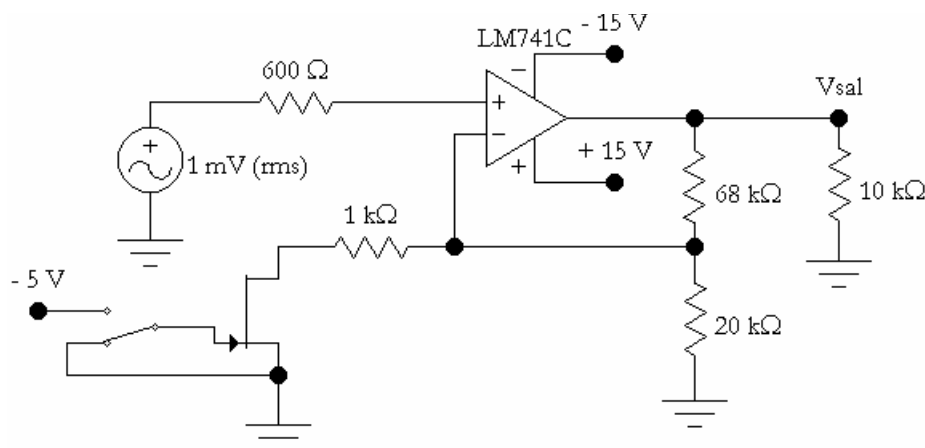 - 15 V
LM741C
600 Ω
Vsal
+
−
+
−
+
1 mV (rms)
+ 15 V
68 kΩ
10 kΩ
1 kΩ
- 5 V
20 kΩ